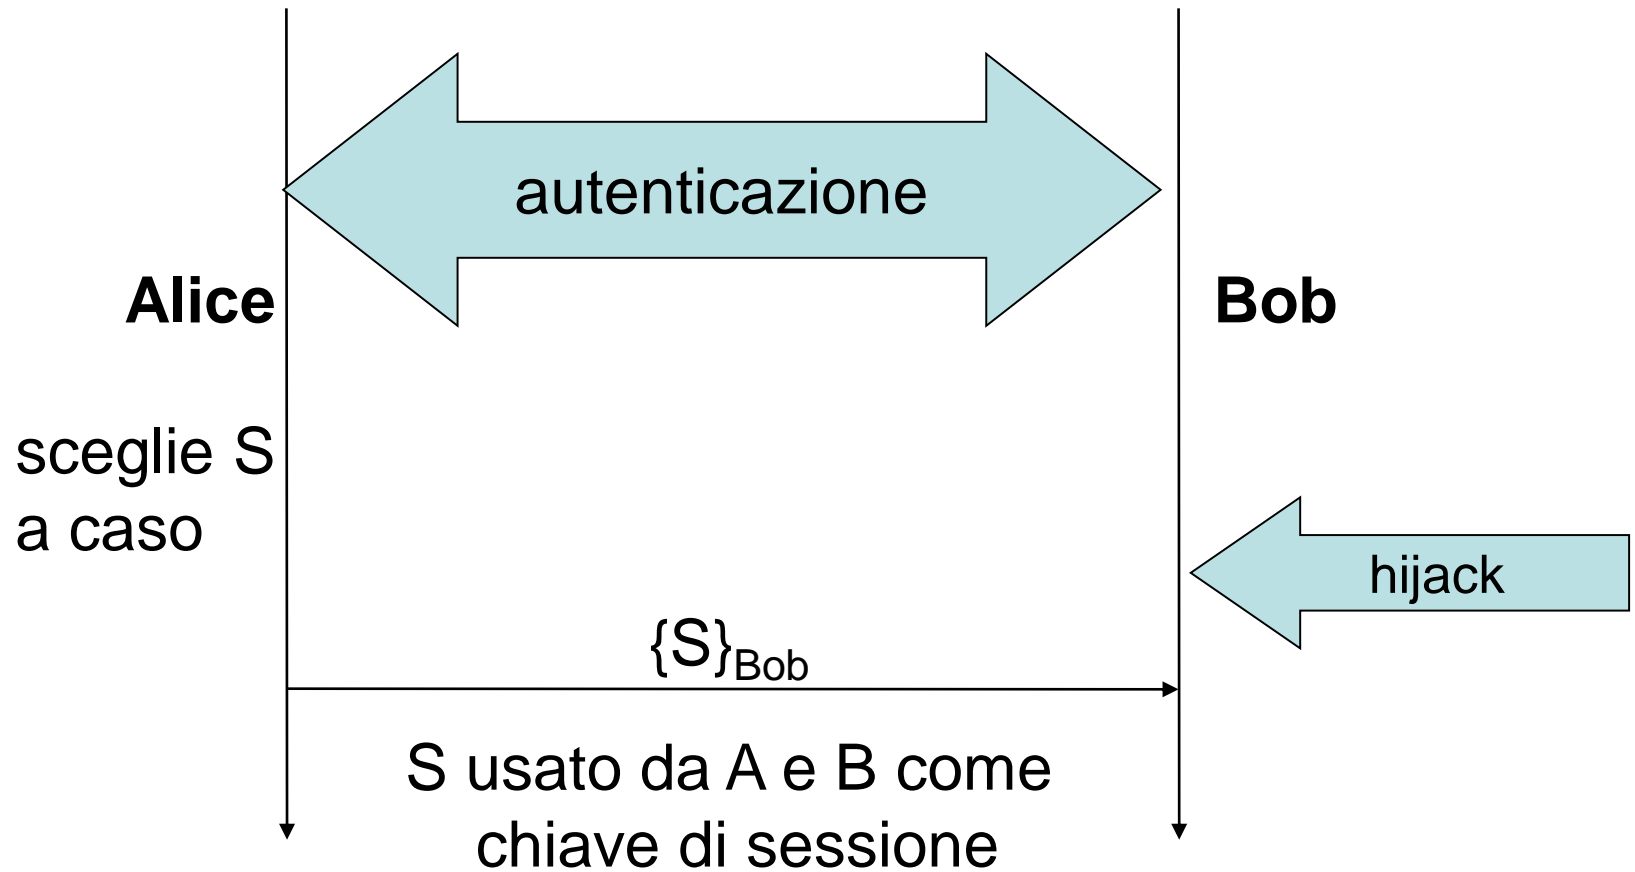 autenticazione
Alice
Bob
sceglie S
a caso
hijack
{S}Bob
S usato da A e B come
chiave di sessione